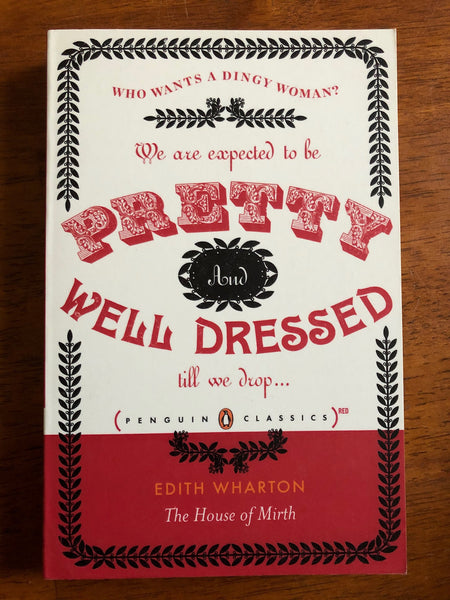 WHO WANTS A DINGY WOMAN?
We are expected to be
PRETTY
And
WELL DRESSED
till we drop...
(PENGUIN CLASSICS) RED
EDITH WHARTON
The House of Mirth